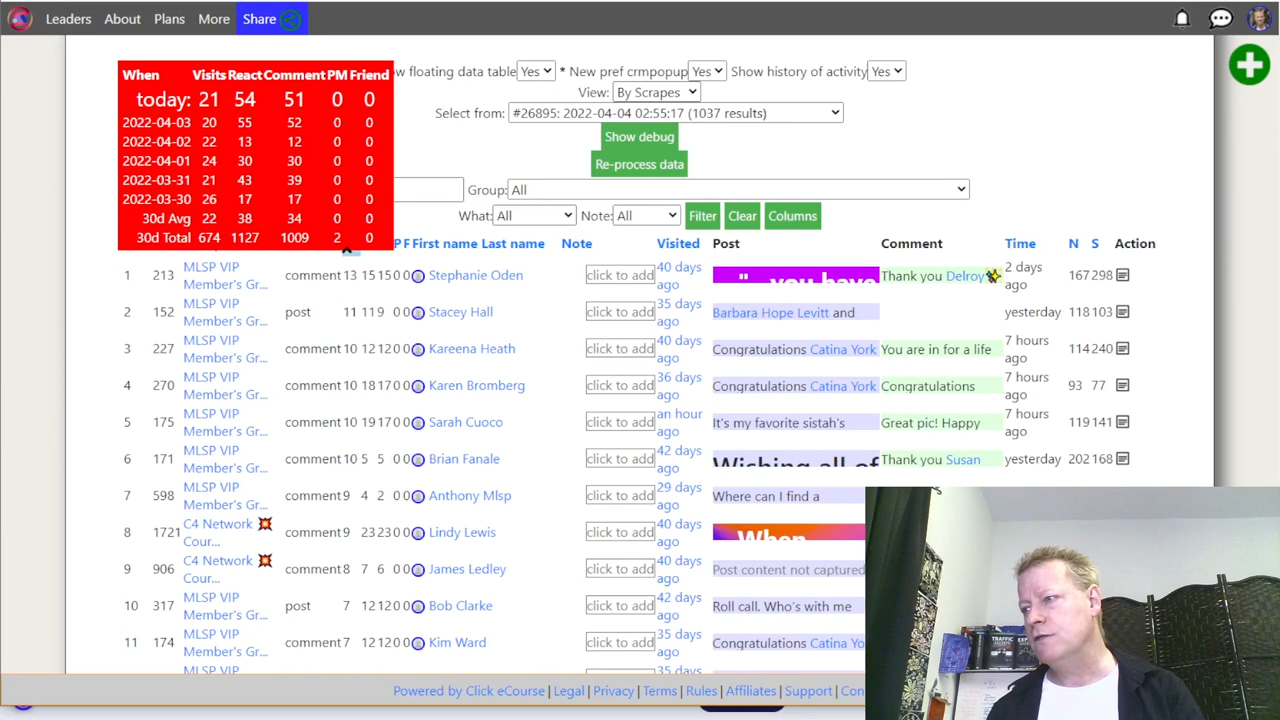 Leaders About Plans More Share
w floating data table Yes * New pref crmpopup Yes Show history of activity Yes
View: By Scrapes
Select from: #26895: 2022-04-04 02:55:17 (1037 results)
Show debug
Re-process data
Group: All
What: All Note: All Filter Clear Columns
When Visits React Comment PM Friend
today: 21 54 51 0 0
2022-04-03 20 55 52 0 0
2022-04-02 22 13 12 0 0
2022-04-01 24 30 30 0 0
2022-03-31 21 43 39 0 0
2022-03-30 26 17 17 0 0
30d Avg 22 38 34 0 0
30d Total 674 1127 1009 2 0
P F First name Last name Note Visited Post Comment Time N S Action
1 213 MLSP VIP Member's Gr... comment 13 15 15 0 0 Stephanie Oden click to add 40 days ago " you have Thank you Delroy 2 days ago 167 298
2 152 MLSP VIP Member's Gr... post 11 11 9 0 0 Stacey Hall click to add 35 days ago Barbara Hope Levitt and yesterday 118 103
3 227 MLSP VIP Member's Gr... comment 10 12 12 0 0 Kareena Heath click to add 40 days ago Congratulations Catina York You are in for a life 7 hours ago 114 240
4 270 MLSP VIP Member's Gr... comment 10 18 17 0 0 Karen Bromberg click to add 36 days ago Congratulations Catina York Congratulations 7 hours ago 93 77
5 175 MLSP VIP Member's Gr... comment 10 19 17 0 0 Sarah Cuoco click to add an hour ago It's my favorite sistah's Great pic! Happy 7 hours ago 119 141
6 171 MLSP VIP Member's Gr... comment 10 5 5 0 0 Brian Fanale click to add 42 days ago Wishing all of Thank you Susan yesterday 202 168
7 598 MLSP VIP Member's Gr... comment 9 4 2 0 0 Anthony Mlsp click to add 29 days ago Where can I find a
8 1721 C4 Network Cour... comment 9 23 23 0 0 Lindy Lewis click to add 40 days ago When
9 906 C4 Network Cour... comment 8 7 6 0 0 James Ledley click to add 40 days ago Post content not captured
10 317 MLSP VIP Member's Gr... post 7 12 12 0 0 Bob Clarke click to add 42 days ago Roll call. Who's with me
11 174 MLSP VIP Member's Gr... comment 7 12 12 0 0 Kim Ward click to add 35 days ago Congratulations Catina Yo
MLSP VIP 35 days
Powered by Click eCourse | Legal | Privacy | Terms | Rules | Affiliates | Support | Con
TRAFFIC